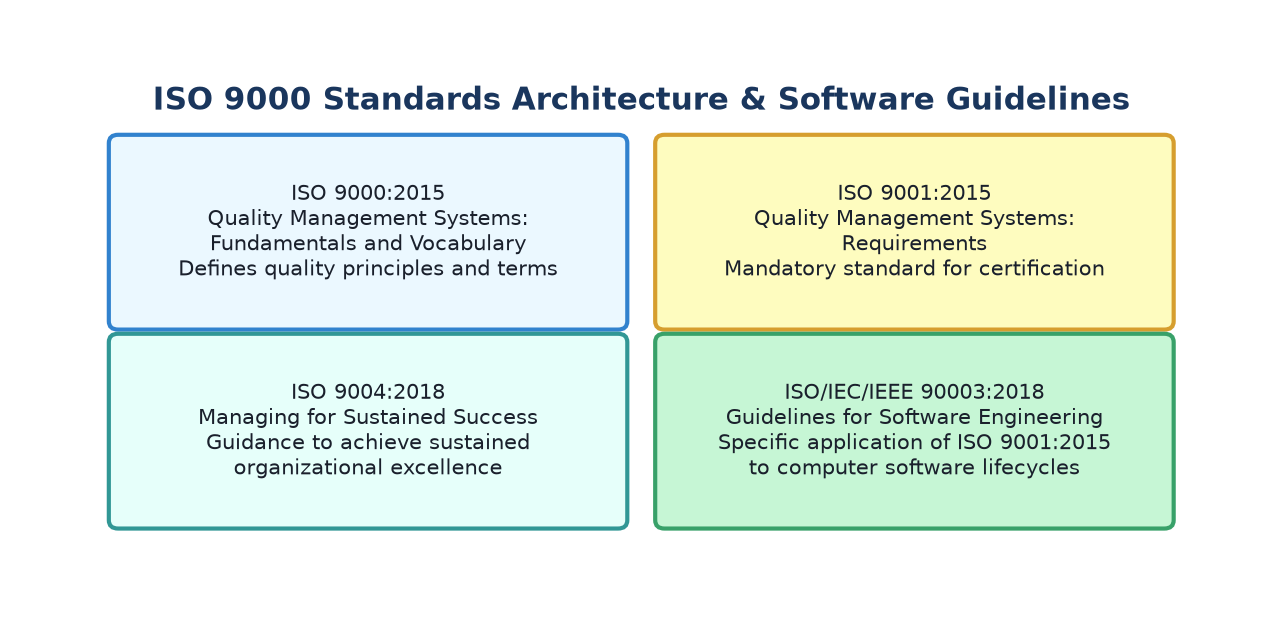 ISO 9000 Standards Architecture & Software Guidelines
ISO 9000:2015
Quality Management Systems:
Fundamentals and Vocabulary
Defines quality principles and terms
ISO 9001:2015
Quality Management Systems:
Requirements
Mandatory standard for certification
ISO 9004:2018
Managing for Sustained Success
Guidance to achieve sustained
organizational excellence
ISO/IEC/IEEE 90003:2018
Guidelines for Software Engineering
Specific application of ISO 9001:2015
to computer software lifecycles